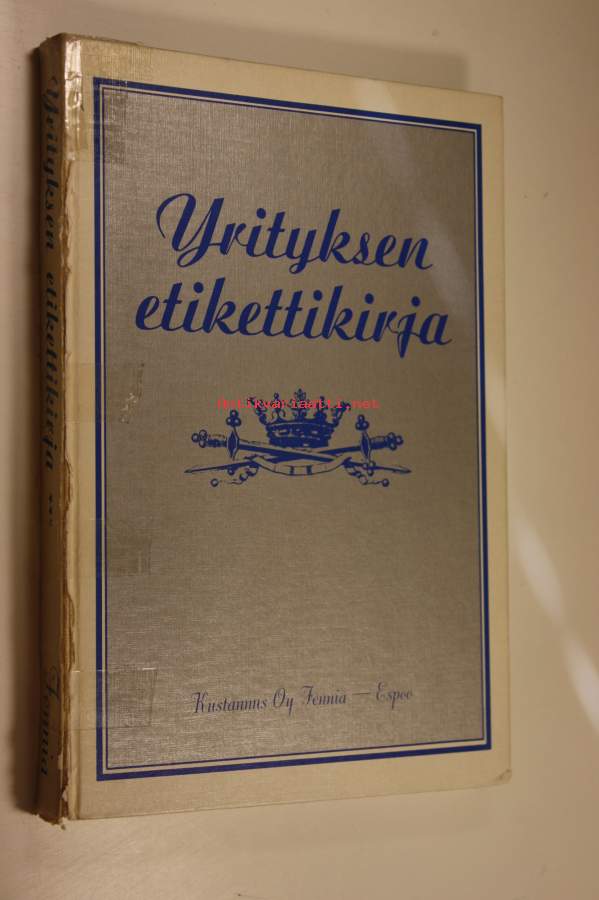 Yrityksen
etikettikirja
Antikvariaatti.net
Kustannus Oy Fennia — Espoo
Yrityksen etikettikirja *** Fennia